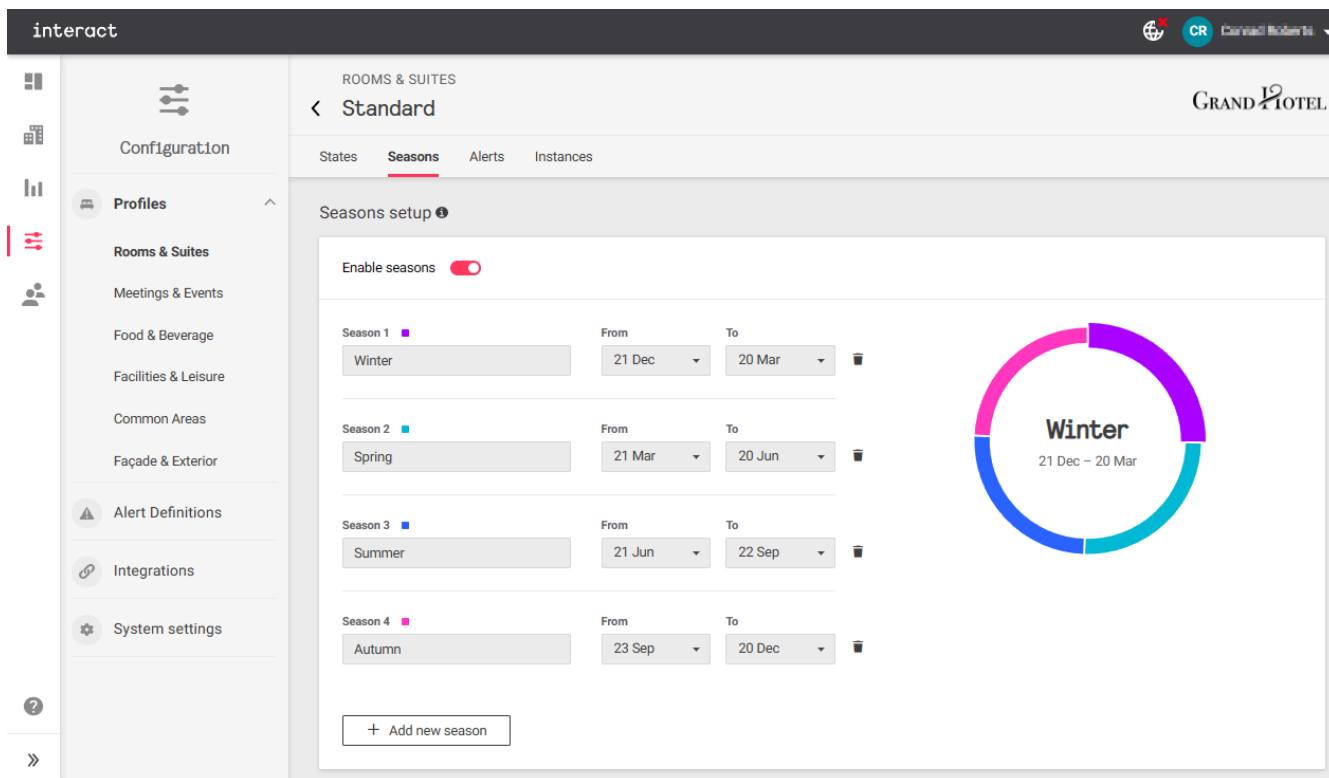 interact
CR
Configuration
Profiles
Rooms & Suites
Meetings & Events
Food & Beverage
Facilities & Leisure
Common Areas
Façade & Exterior
Alert Definitions
Integrations
System settings
ROOMS & SUITES
Standard
GRAND HOTEL
States Seasons Alerts Instances
Seasons setup
Enable seasons
Season 1 From To
Winter 21 Dec 20 Mar
Season 2 From To
Spring 21 Mar 20 Jun
Season 3 From To
Summer 21 Jun 22 Sep
Season 4 From To
Autumn 23 Sep 20 Dec
+ Add new season
Winter
21 Dec – 20 Mar